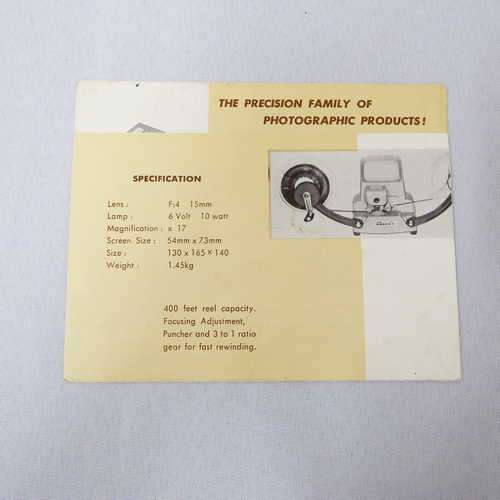 THE PRECISION FAMILY OF
PHOTOGRAPHIC PRODUCTS!
SPECIFICATION
Lens : F:4 15mm
Lamp : 6 Volt 10 watt
Magnification : x 17
Screen Size : 54mm x 73mm
Size : 130 x 165 x 140
Weight : 1.45kg
400 feet reel capacity.
Focusing Adjustment,
Puncher and 3 to 1 ratio
gear for fast rewinding.